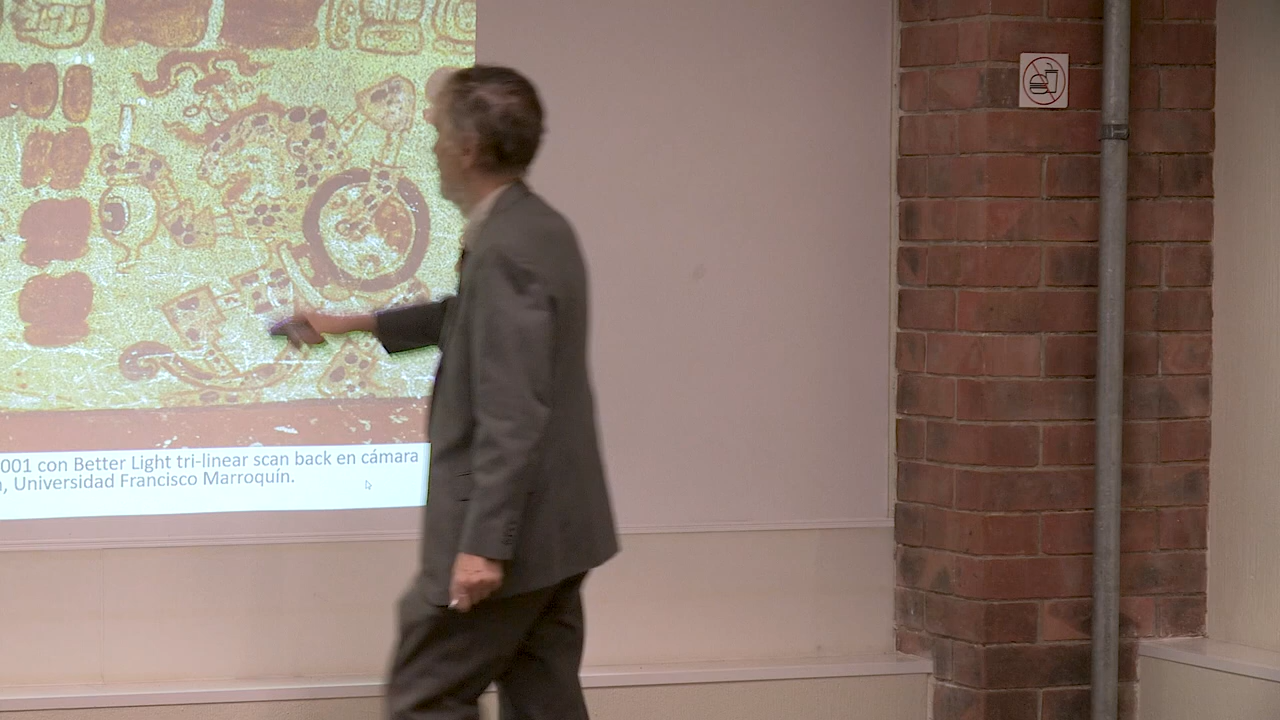 001 con Better Light tri-linear scan back en cámara
, Universidad Francisco Marroquín.